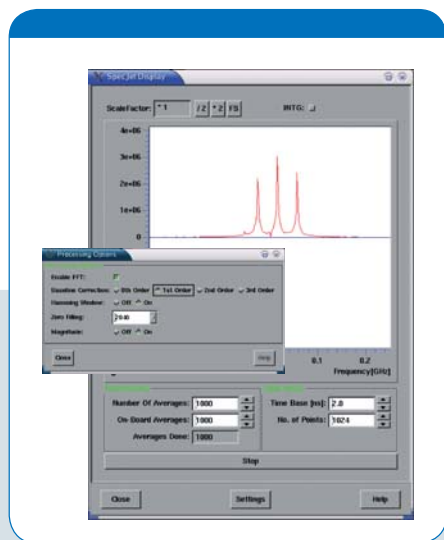 SpecJet Display
ScaleFactor: * 1 / 2 * 2 FS INTG:
4e+06
3e+06
2e+06
1e+06
0
Processing Options
Enable FFT:
Baseline Correction: 0th Order 1st Order 2nd Order 3rd Order
Hamming Window: Off On
Zero Filling: 2048
Magnitude: Off On
Close Help
0.1 0.2
Frequency[GHz]
Number Of Averages: 1000 Time Base [ns]: 2.0
On-Board Averages: 1000 No. of Points: 1024
Averages Done: 1000
Stop
Close Settings Help